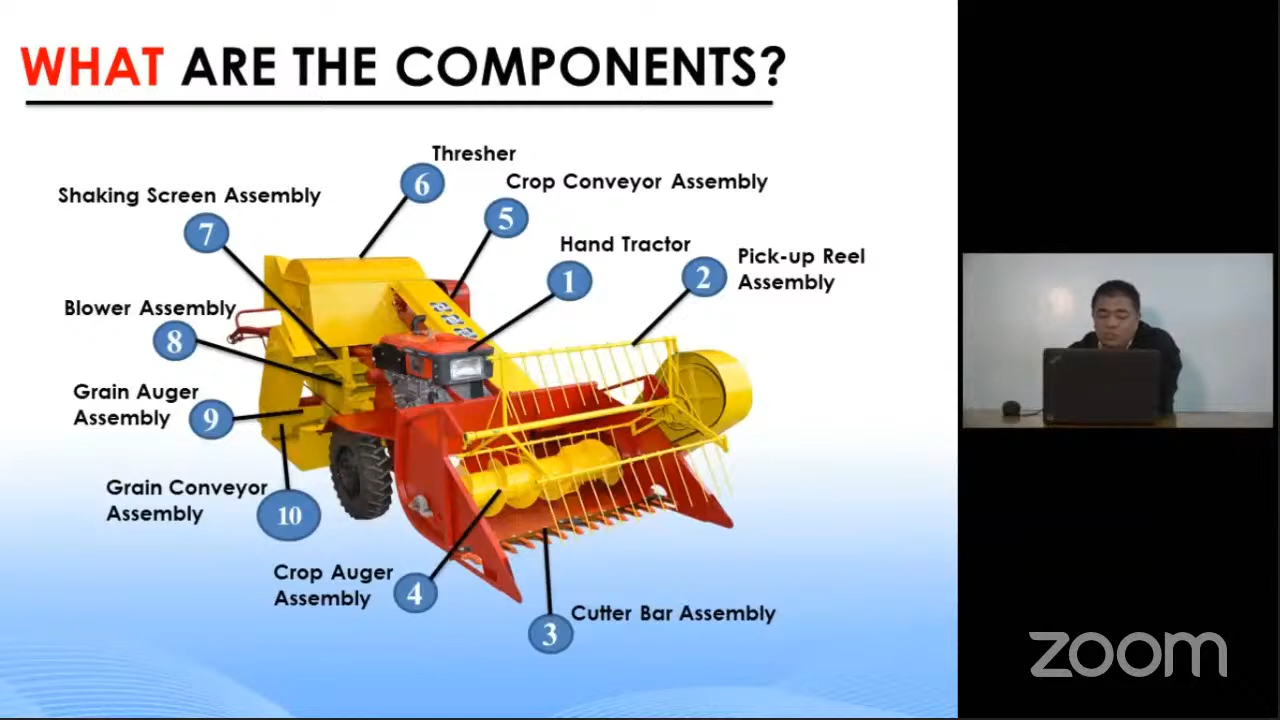 WHAT ARE THE COMPONENTS?
Thresher
6
Crop Conveyor Assembly
5
Shaking Screen Assembly
7
Hand Tractor
1
Pick-up Reel
Assembly
2
Blower Assembly
8
Grain Auger
Assembly
9
Grain Conveyor
Assembly
10
Crop Auger
Assembly
4
Cutter Bar Assembly
3
zoom